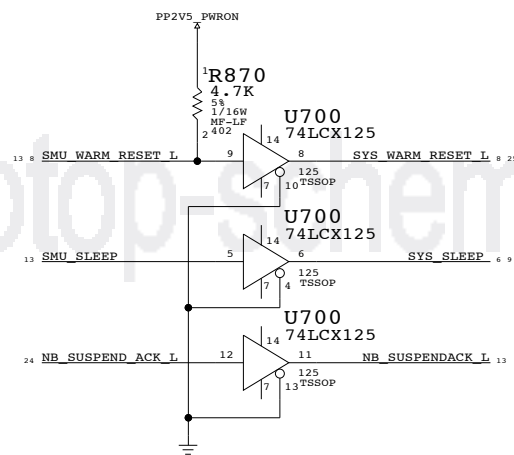 PP2V5_PWRON
1
R870
4.7K
5%
1/16W
MF-LF
2 402
U700
74LCX125
14
13 8 SMU_WARM_RESET_L 9 8 SYS_WARM_RESET_L 8 25
7 10 125
TSSOP
U700
74LCX125
14
13 SMU_SLEEP 5 6 SYS_SLEEP 6 9
7 4 125
TSSOP
U700
74LCX125
14
24 NB_SUSPEND_ACK_L 12 11 NB_SUSPENDACK_L 13
7 13 125
TSSOP
ptop-schem